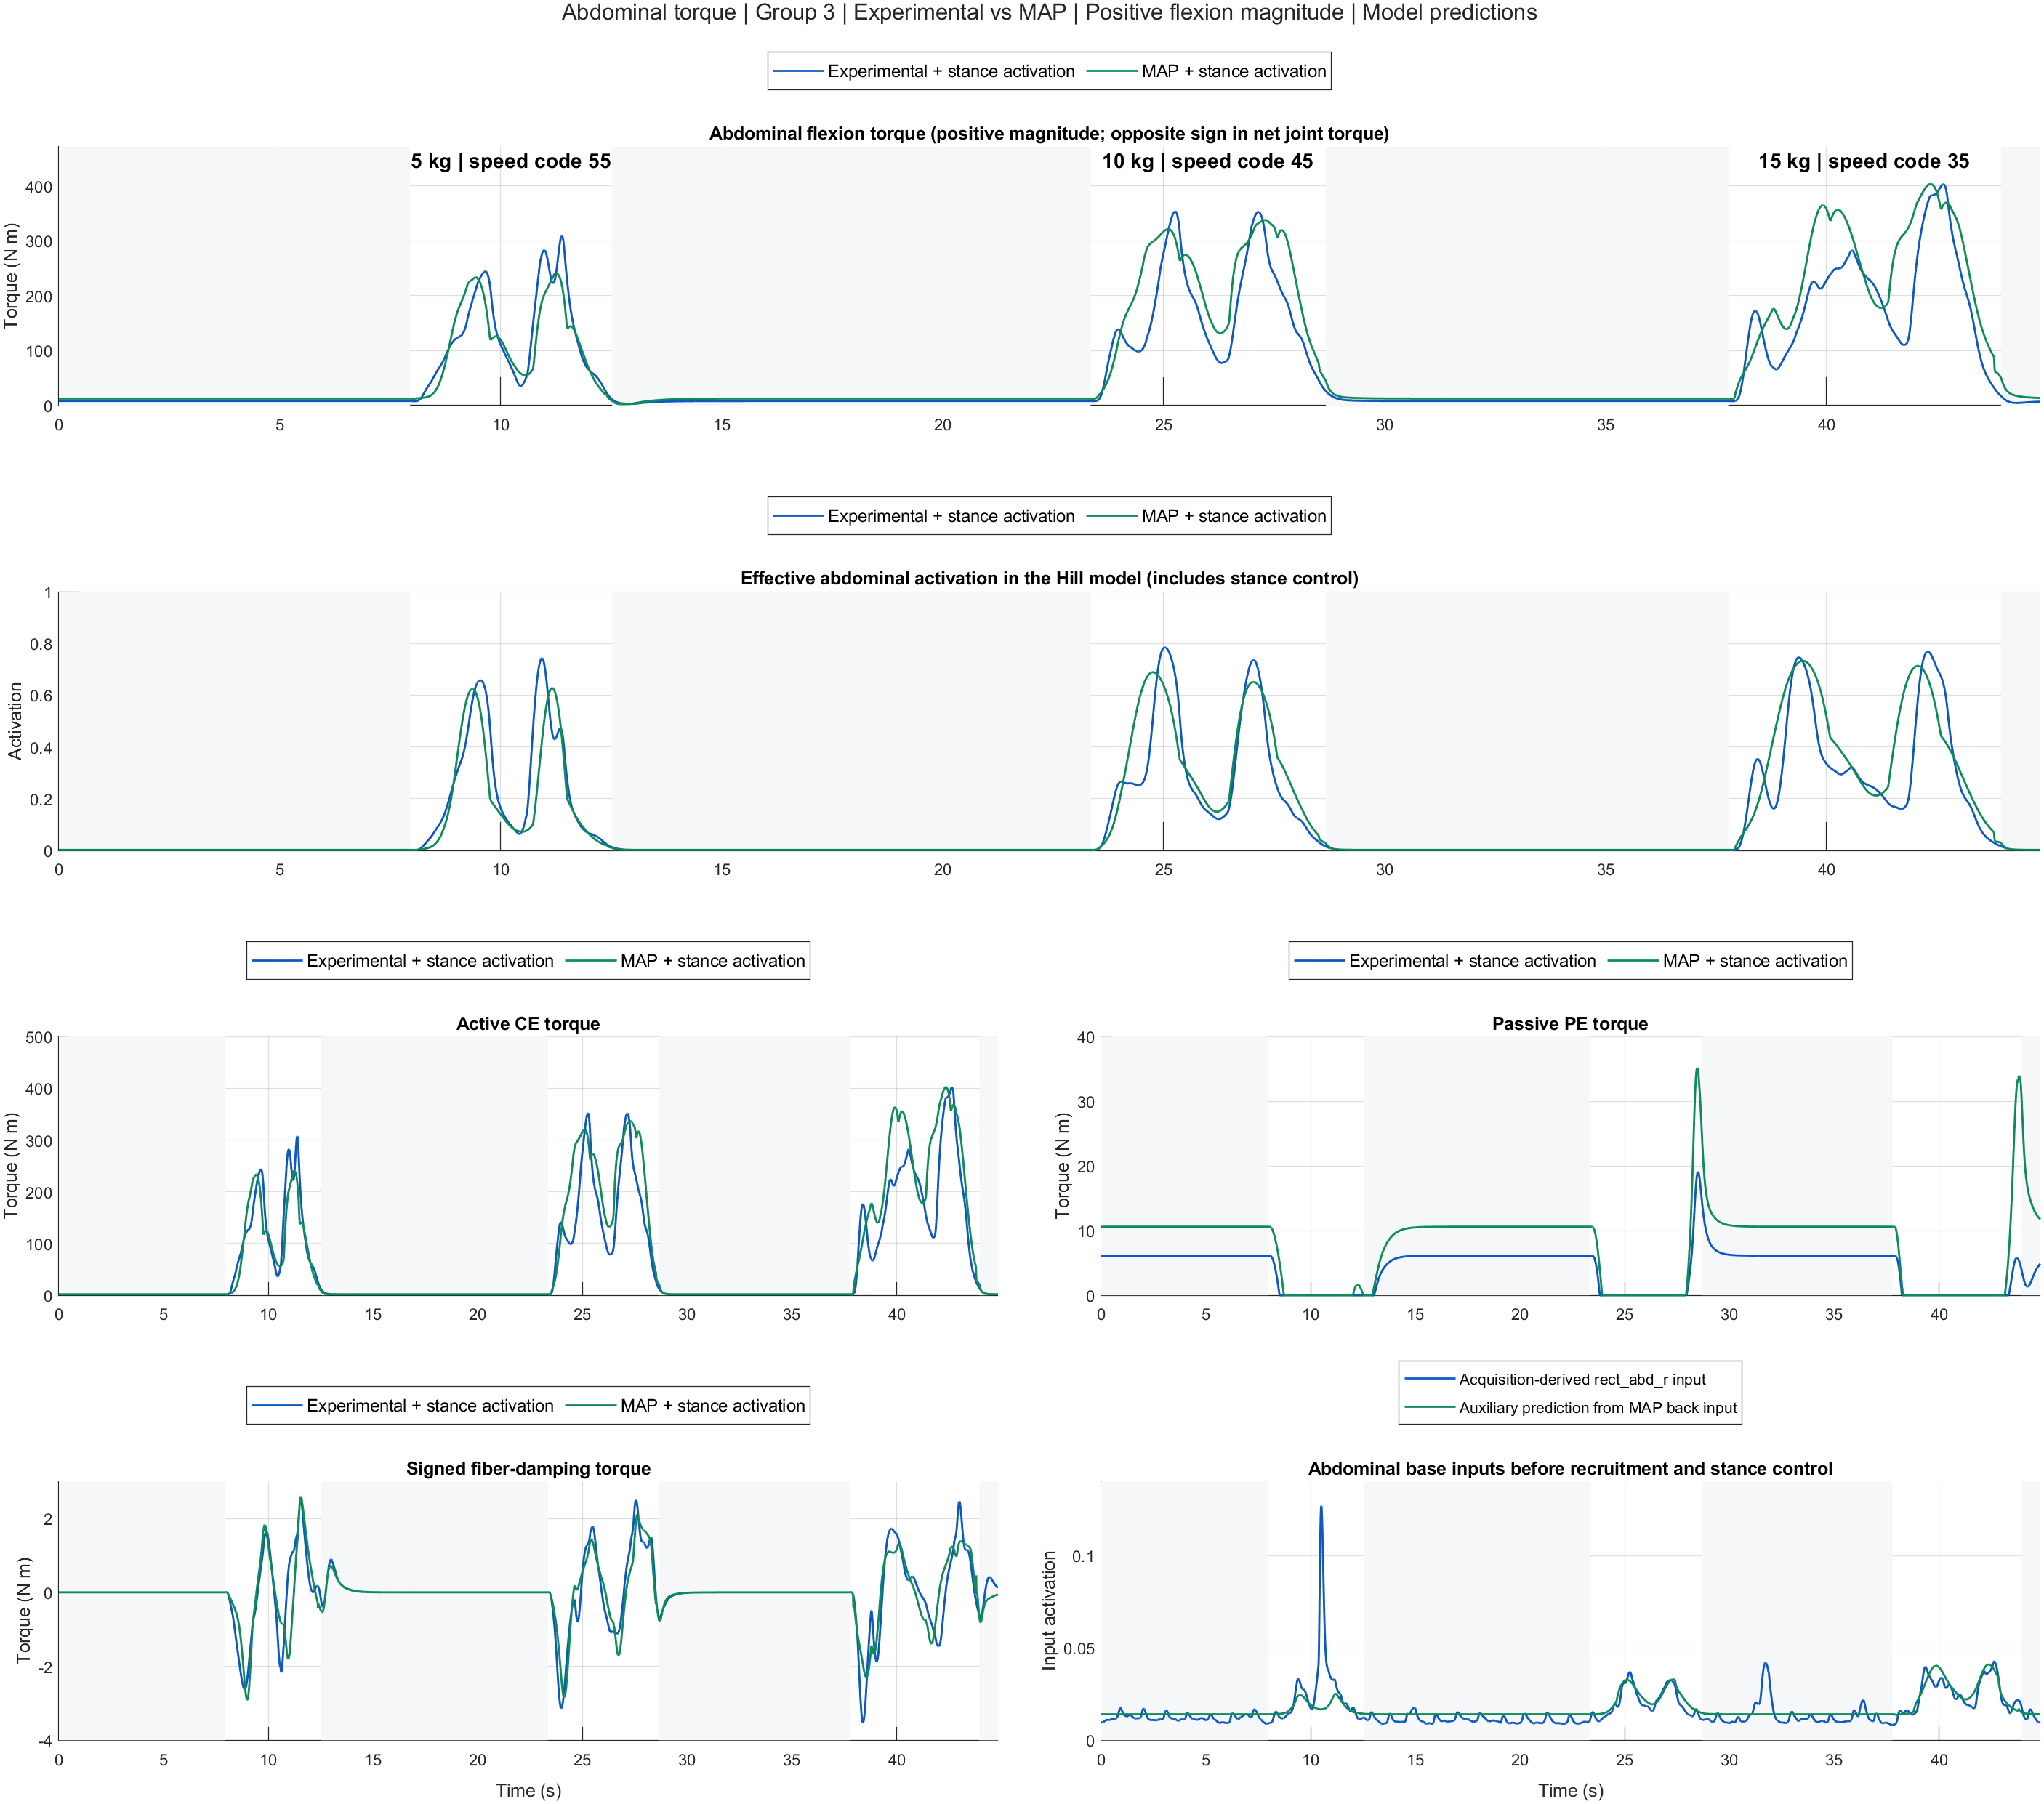 Abdominal torque | Group 3 | Experimental vs MAP | Positive flexion magnitude | Model predictions
Experimental + stance activation MAP + stance activation
Abdominal flexion torque (positive magnitude; opposite sign in net joint torque)
5 kg | speed code 55 10 kg | speed code 45 15 kg | speed code 35
Torque (N m)
400
300
200
100
0
0 5 10 15 20 25 30 35 40
Experimental + stance activation MAP + stance activation
Effective abdominal activation in the Hill model (includes stance control)
Activation
1
0.8
0.6
0.4
0.2
0
0 5 10 15 20 25 30 35 40
Experimental + stance activation MAP + stance activation
Active CE torque
Torque (N m)
500
400
300
200
100
0
0 5 10 15 20 25 30 35 40
Experimental + stance activation MAP + stance activation
Passive PE torque
Torque (N m)
40
30
20
10
0
0 5 10 15 20 25 30 35 40
Experimental + stance activation MAP + stance activation
Signed fiber-damping torque
Torque (N m)
2
0
-2
-4
0 5 10 15 20 25 30 35 40
Time (s)
Acquisition-derived rect_abd_r input
Auxiliary prediction from MAP back input
Abdominal base inputs before recruitment and stance control
Input activation
0.1
0.05
0
0 5 10 15 20 25 30 35 40
Time (s)